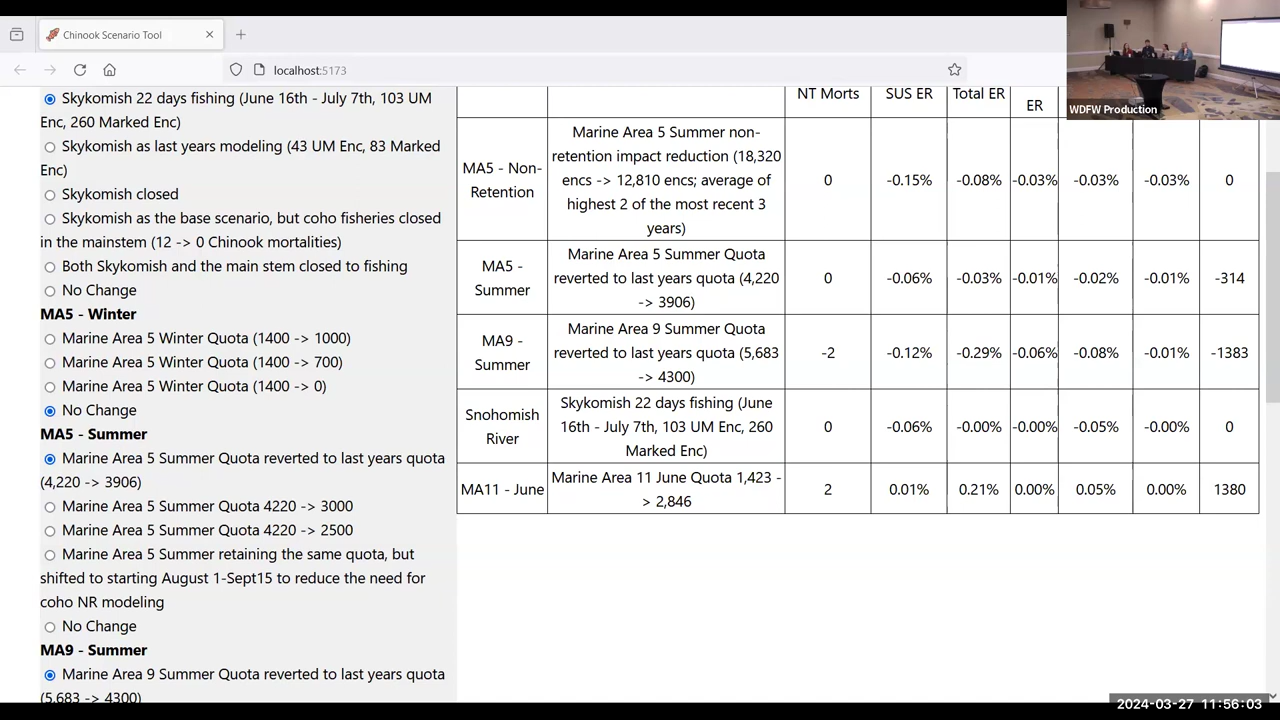 Chinook Scenario Tool
localhost:5173
WDFW Production
Skykomish 22 days fishing (June 16th - July 7th, 103 UM
Enc, 260 Marked Enc)
Skykomish as last years modeling (43 UM Enc, 83 Marked
Enc)
Skykomish closed
Skykomish as the base scenario, but coho fisheries closed
in the mainstem (12 -> 0 Chinook mortalities)
Both Skykomish and the main stem closed to fishing
No Change
MA5 - Winter
Marine Area 5 Winter Quota (1400 -> 1000)
Marine Area 5 Winter Quota (1400 -> 700)
Marine Area 5 Winter Quota (1400 -> 0)
No Change
MA5 - Summer
Marine Area 5 Summer Quota reverted to last years quota
(4,220 -> 3906)
Marine Area 5 Summer Quota 4220 -> 3000
Marine Area 5 Summer Quota 4220 -> 2500
Marine Area 5 Summer retaining the same quota, but
shifted to starting August 1-Sept15 to reduce the need for
coho NR modeling
No Change
MA9 - Summer
Marine Area 9 Summer Quota reverted to last years quota
(5,683 -> 4300)
NT Morts SUS ER Total ER ER
MA5 - Non-
Retention
Marine Area 5 Summer non-
retention impact reduction (18,320
encs -> 12,810 encs; average of
highest 2 of the most recent 3
years)
0 -0.15% -0.08% -0.03% -0.03% -0.03% 0
MA5 -
Summer
Marine Area 5 Summer Quota
reverted to last years quota (4,220
-> 3906)
0 -0.06% -0.03% -0.01% -0.02% -0.01% -314
MA9 -
Summer
Marine Area 9 Summer Quota
reverted to last years quota (5,683
-> 4300)
-2 -0.12% -0.29% -0.06% -0.08% -0.01% -1383
Snohomish
River
Skykomish 22 days fishing (June
16th - July 7th, 103 UM Enc, 260
Marked Enc)
0 -0.06% -0.00% -0.00% -0.05% -0.00% 0
MA11 - June
Marine Area 11 June Quota 1,423 -
> 2,846
2 0.01% 0.21% 0.00% 0.05% 0.00% 1380
2024-03-27 11:56:03